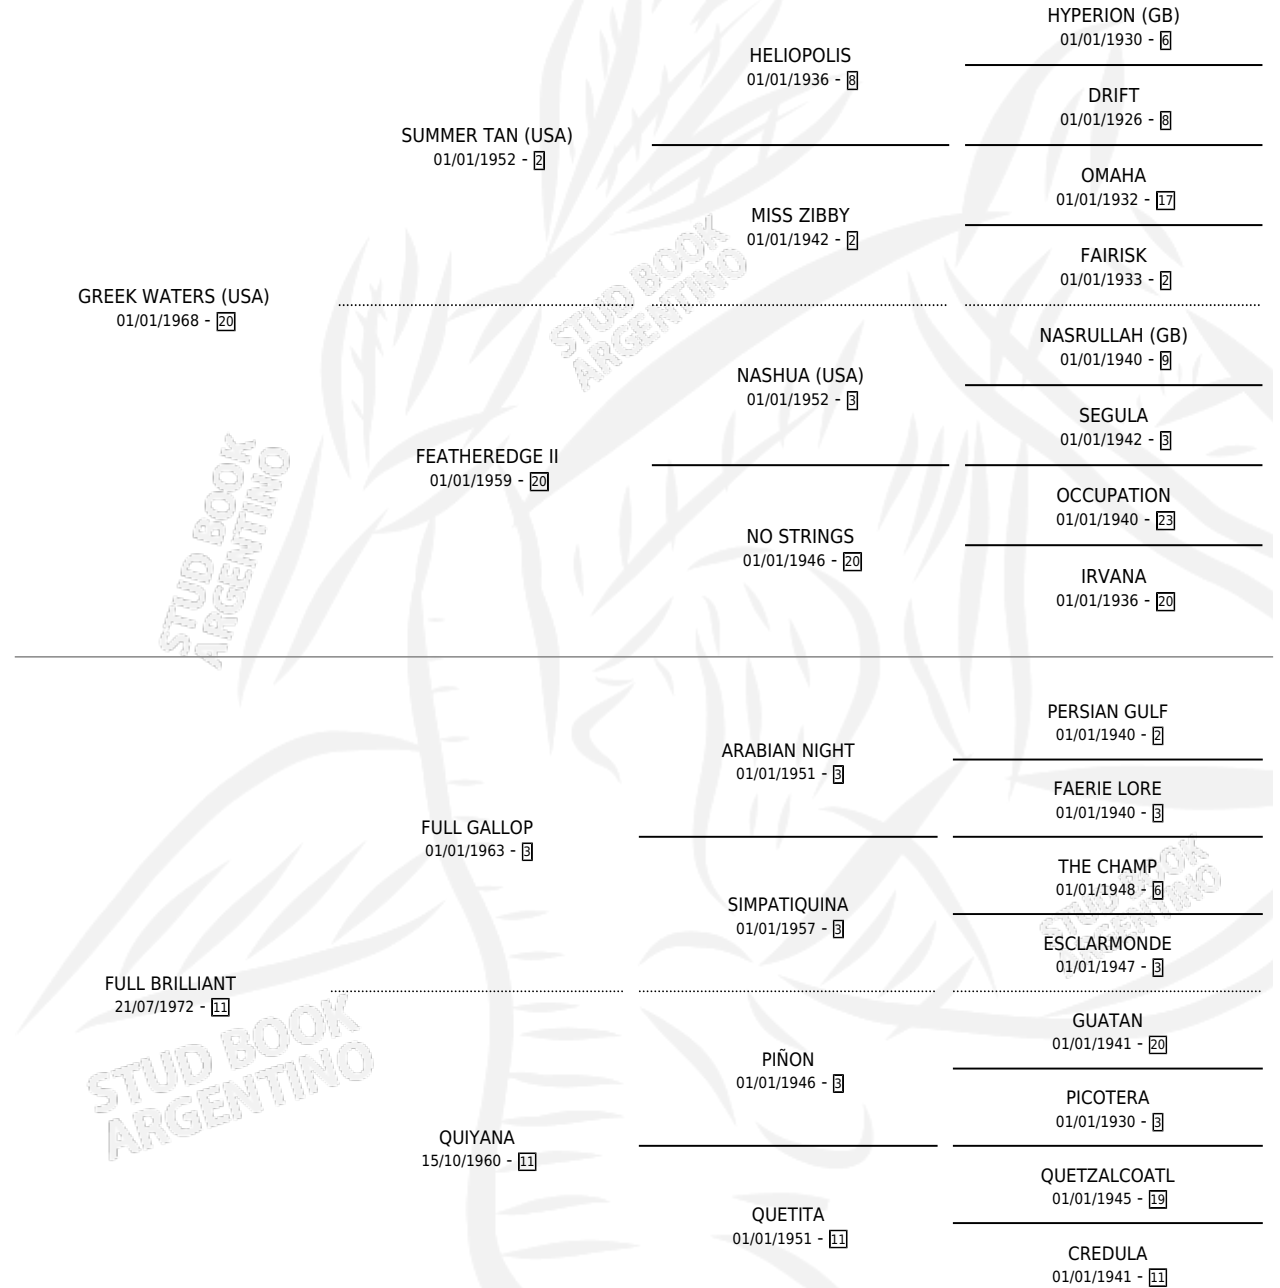 HYPERION (GB)
01/01/1930 - 6
HELIOPOLIS
01/01/1936 - 8
DRIFT
01/01/1926 - 8
SUMMER TAN (USA)
01/01/1952 - 2
OMAHA
01/01/1932 - 17
MISS ZIBBY
01/01/1942 - 2
FAIRISK
01/01/1933 - 2
GREEK WATERS (USA)
01/01/1968 - 20
STUD BOOK
ARGENTINO
NASRULLAH (GB)
01/01/1940 - 9
NASHUA (USA)
01/01/1952 - 3
SEGULA
01/01/1942 - 3
FEATHEREDGE II
01/01/1959 - 20
OCCUPATION
01/01/1940 - 23
NO STRINGS
01/01/1946 - 20
IRVANA
01/01/1936 - 20
STUD BOOK
ARGENTINO
PERSIAN GULF
01/01/1940 - 2
ARABIAN NIGHT
01/01/1951 - 3
FAERIE LORE
01/01/1940 - 3
FULL GALLOP
01/01/1963 - 3
THE CHAMP
01/01/1948 - 6
SIMPATIQUINA
01/01/1957 - 3
STUD BOOK
ARGENTINO
ESCLARMONDE
01/01/1947 - 3
FULL BRILLIANT
21/07/1972 - 11
GUATAN
01/01/1941 - 20
PIÑON
01/01/1946 - 3
STUD BOOK
ARGENTINO
PICOTERA
01/01/1930 - 3
QUIYANA
15/10/1960 - 11
QUETZALCOATL
01/01/1945 - 19
QUETITA
01/01/1951 - 11
CREDULA
01/01/1941 - 11